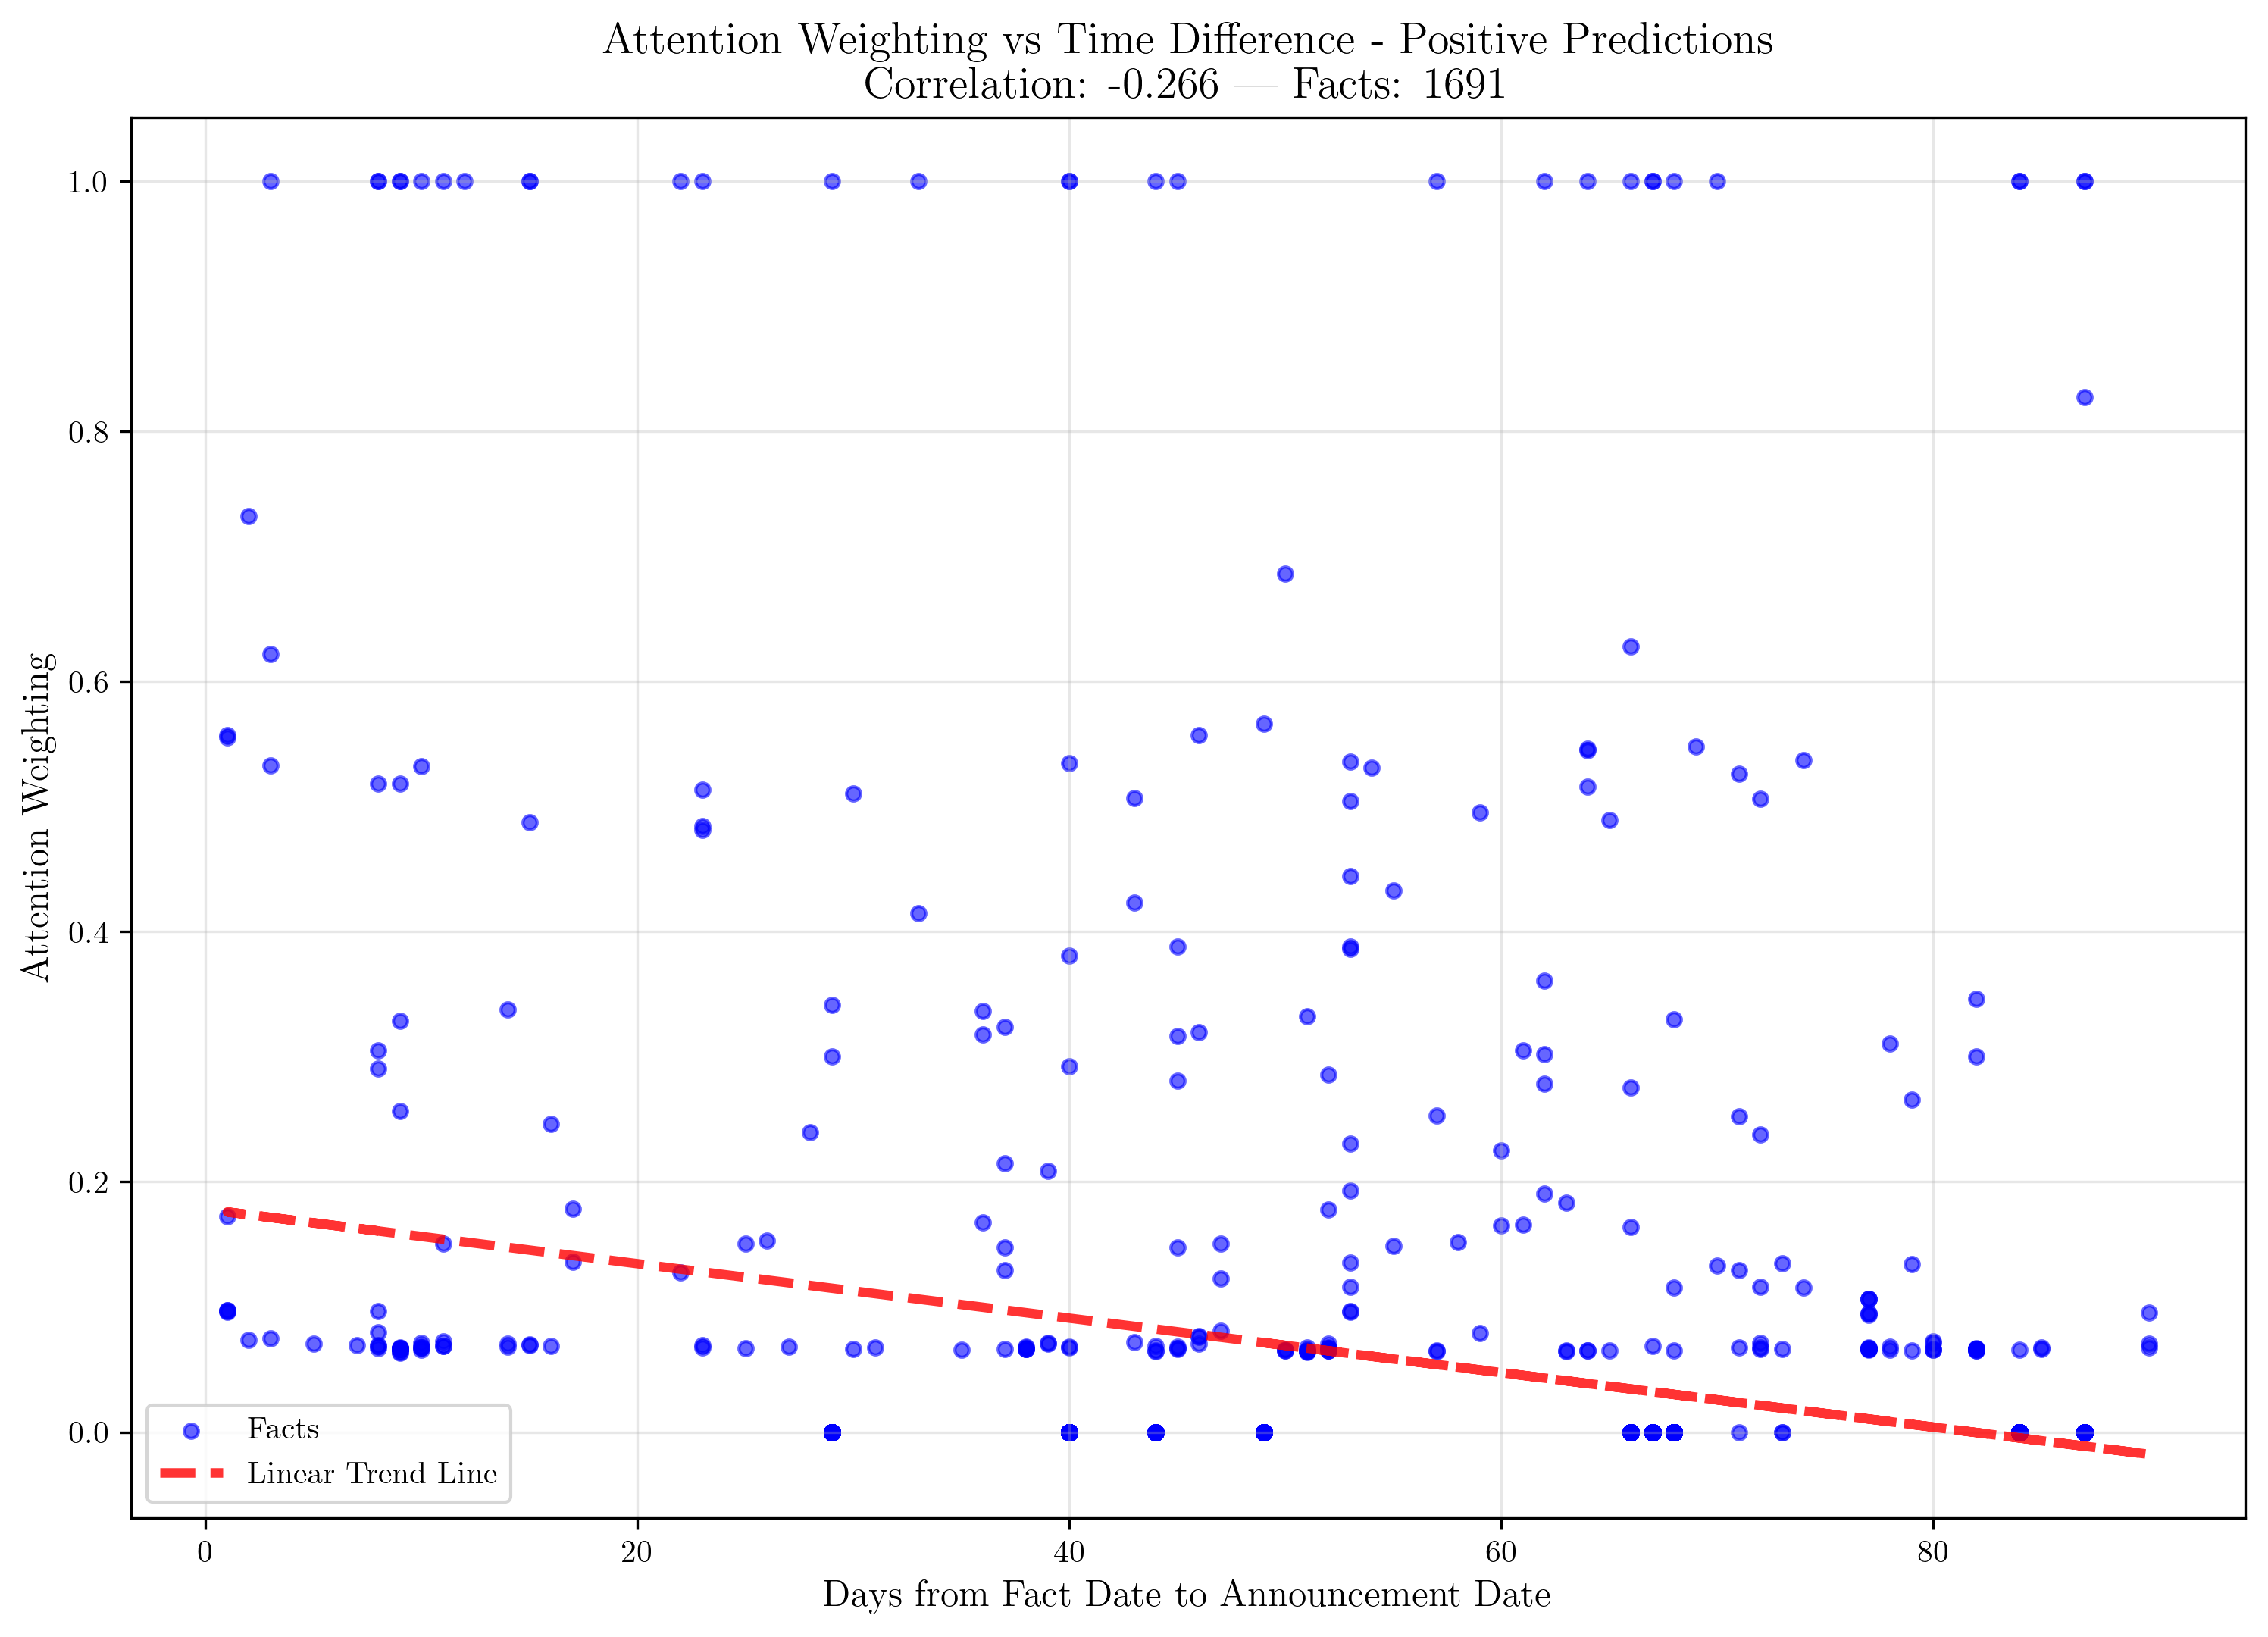 Attention Weighting vs Time Difference - Positive Predictions
Correlation: -0.266 — Facts: 1691
Attention Weighting
1.0
0.8
0.6
0.4
0.2
0.0
Facts
Linear Trend Line
0 20 40 60 80
Days from Fact Date to Announcement Date